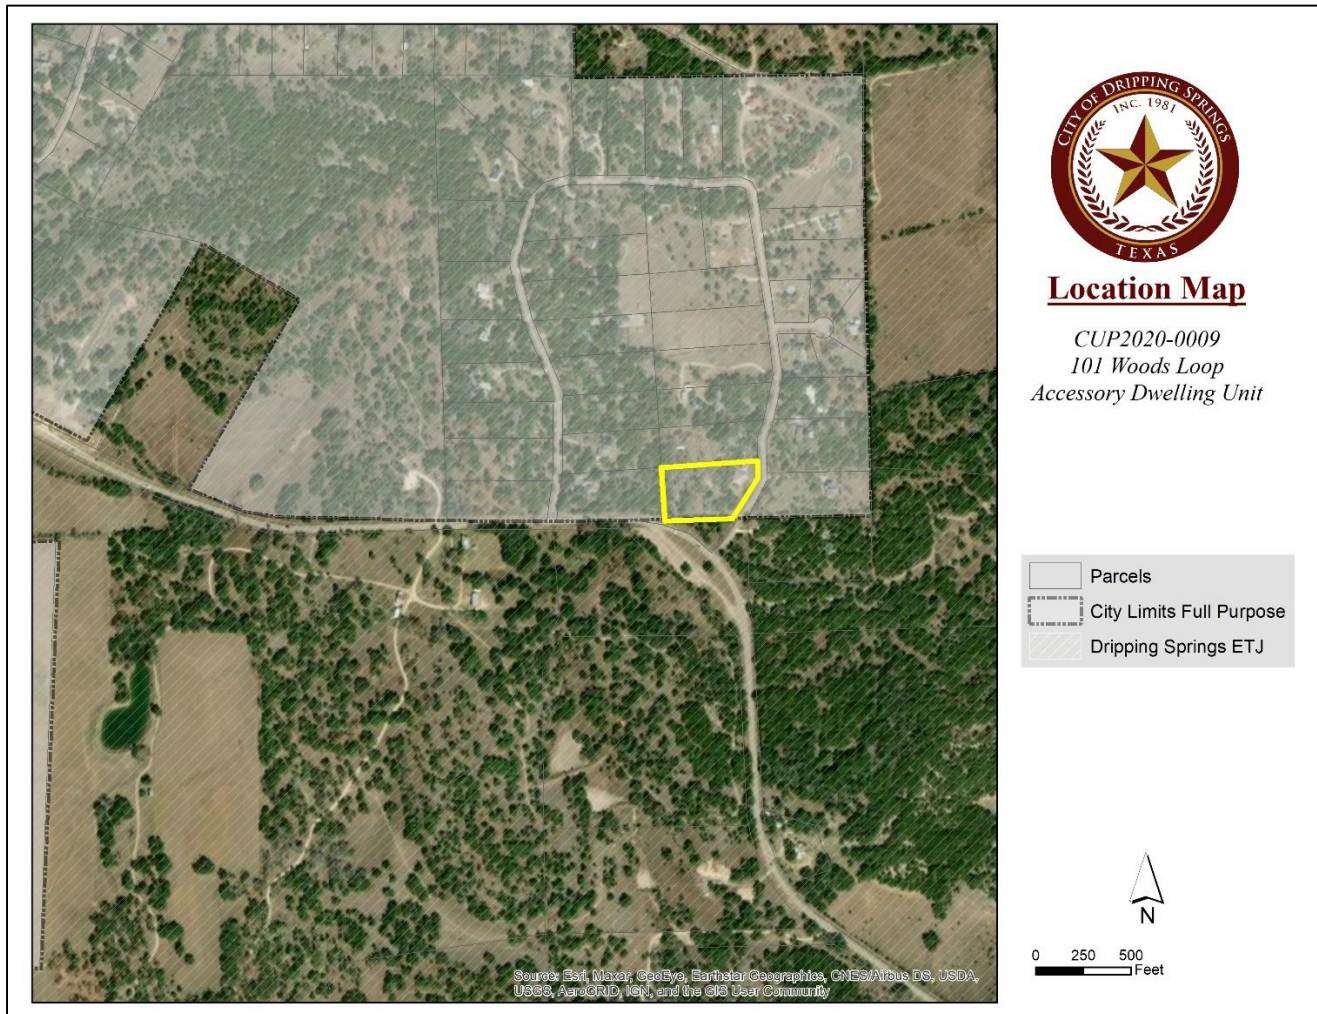 CITY OF DRIPPING SPRINGS
INC. 1981
TEXAS
Location Map
CUP2020-0009
101 Woods Loop
Accessory Dwelling Unit
Parcels
City Limits Full Purpose
Dripping Springs ETJ
N
0 250 500
Feet
Source: Esri, Maxar, GeoEye, Earthstar Geographics, CNES/Airbus DS, USDA,
USGS, AeroGRID, IGN, and the GIS User Community